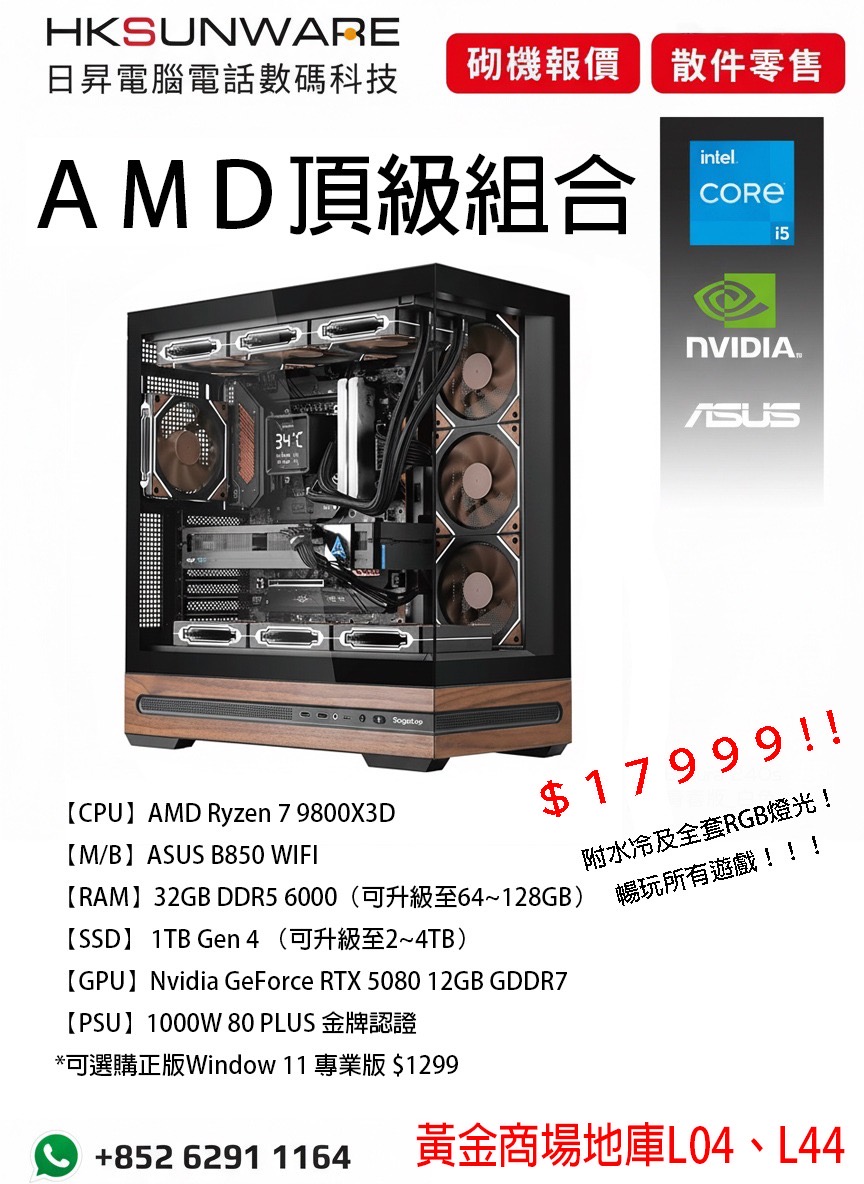 HKSUNWARE
日昇電腦電話數碼科技
砌機報價
散件零售
AMD頂級組合
intel
CORE
i5
NVIDIA
ASUS
34°C
Sogatop
$17999!!
附水冷及全套RGB燈光！
暢玩所有遊戲！！！
【CPU】AMD Ryzen 7 9800X3D
【M/B】ASUS B850 WIFI
【RAM】32GB DDR5 6000（可升級至64~128GB）
【SSD】 1TB Gen 4 （可升級至2~4TB）
【GPU】Nvidia GeForce RTX 5080 12GB GDDR7
【PSU】1000W 80 PLUS 金牌認證
*可選購正版Window 11 專業版 $1299
+852 6291 1164
黃金商場地庫L04、L44